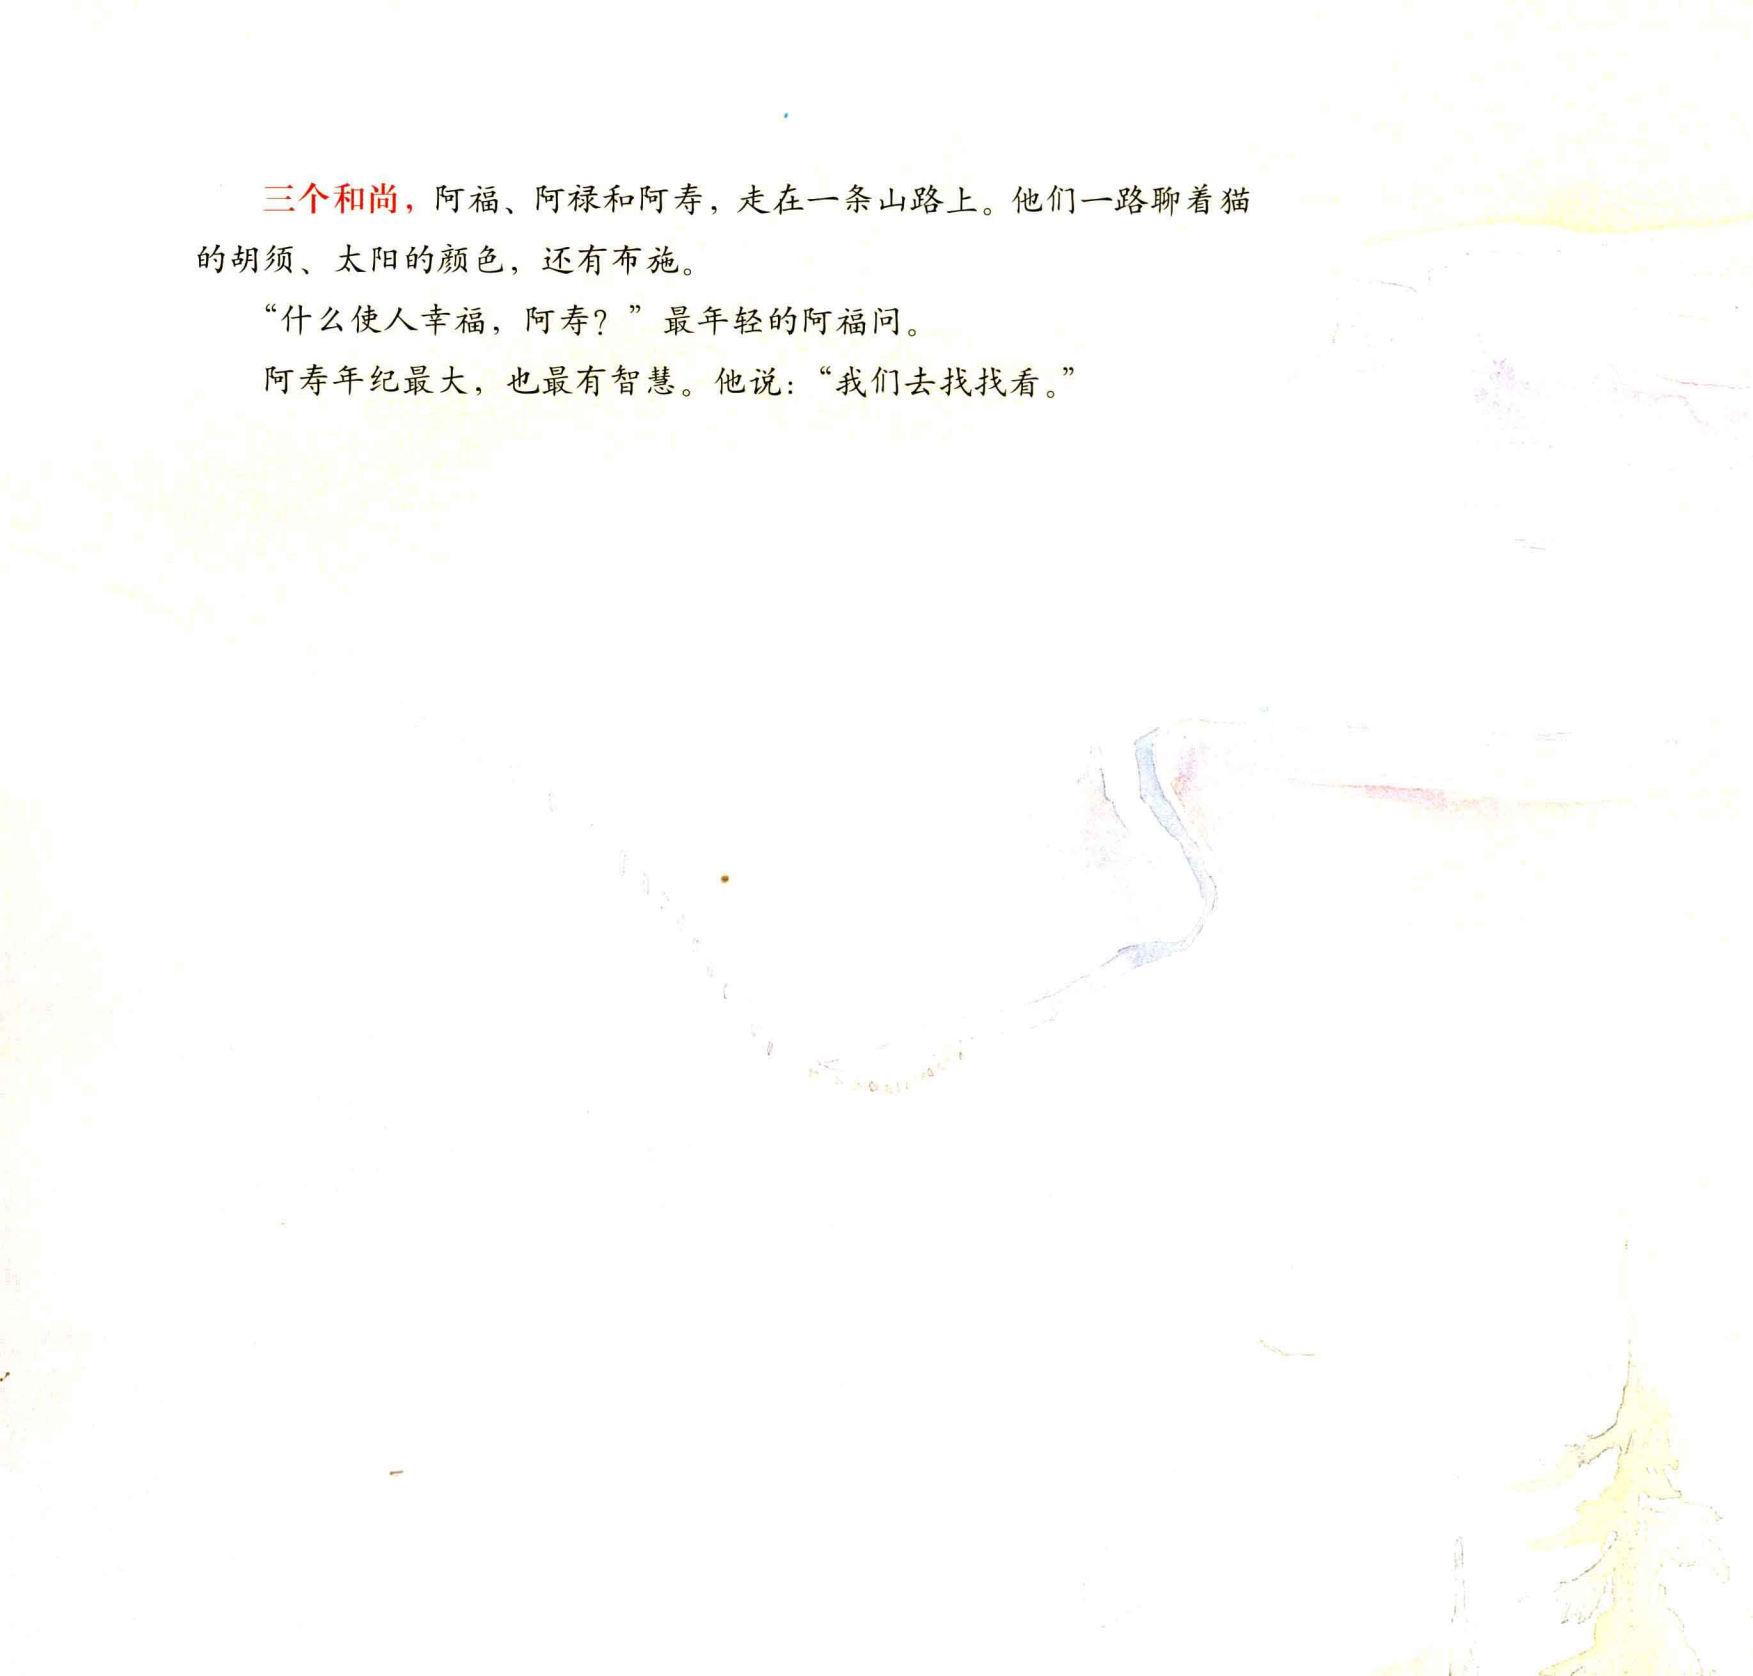 三个和尚，阿福、阿禄和阿寿，走在一条山路上。他们一路聊着猫
的胡须、太阳的颜色，还有布施。
“什么使人幸福，阿寿？”最年轻的阿福问。
阿寿年纪最大，也最有智慧。他说：“我们去找找看。”